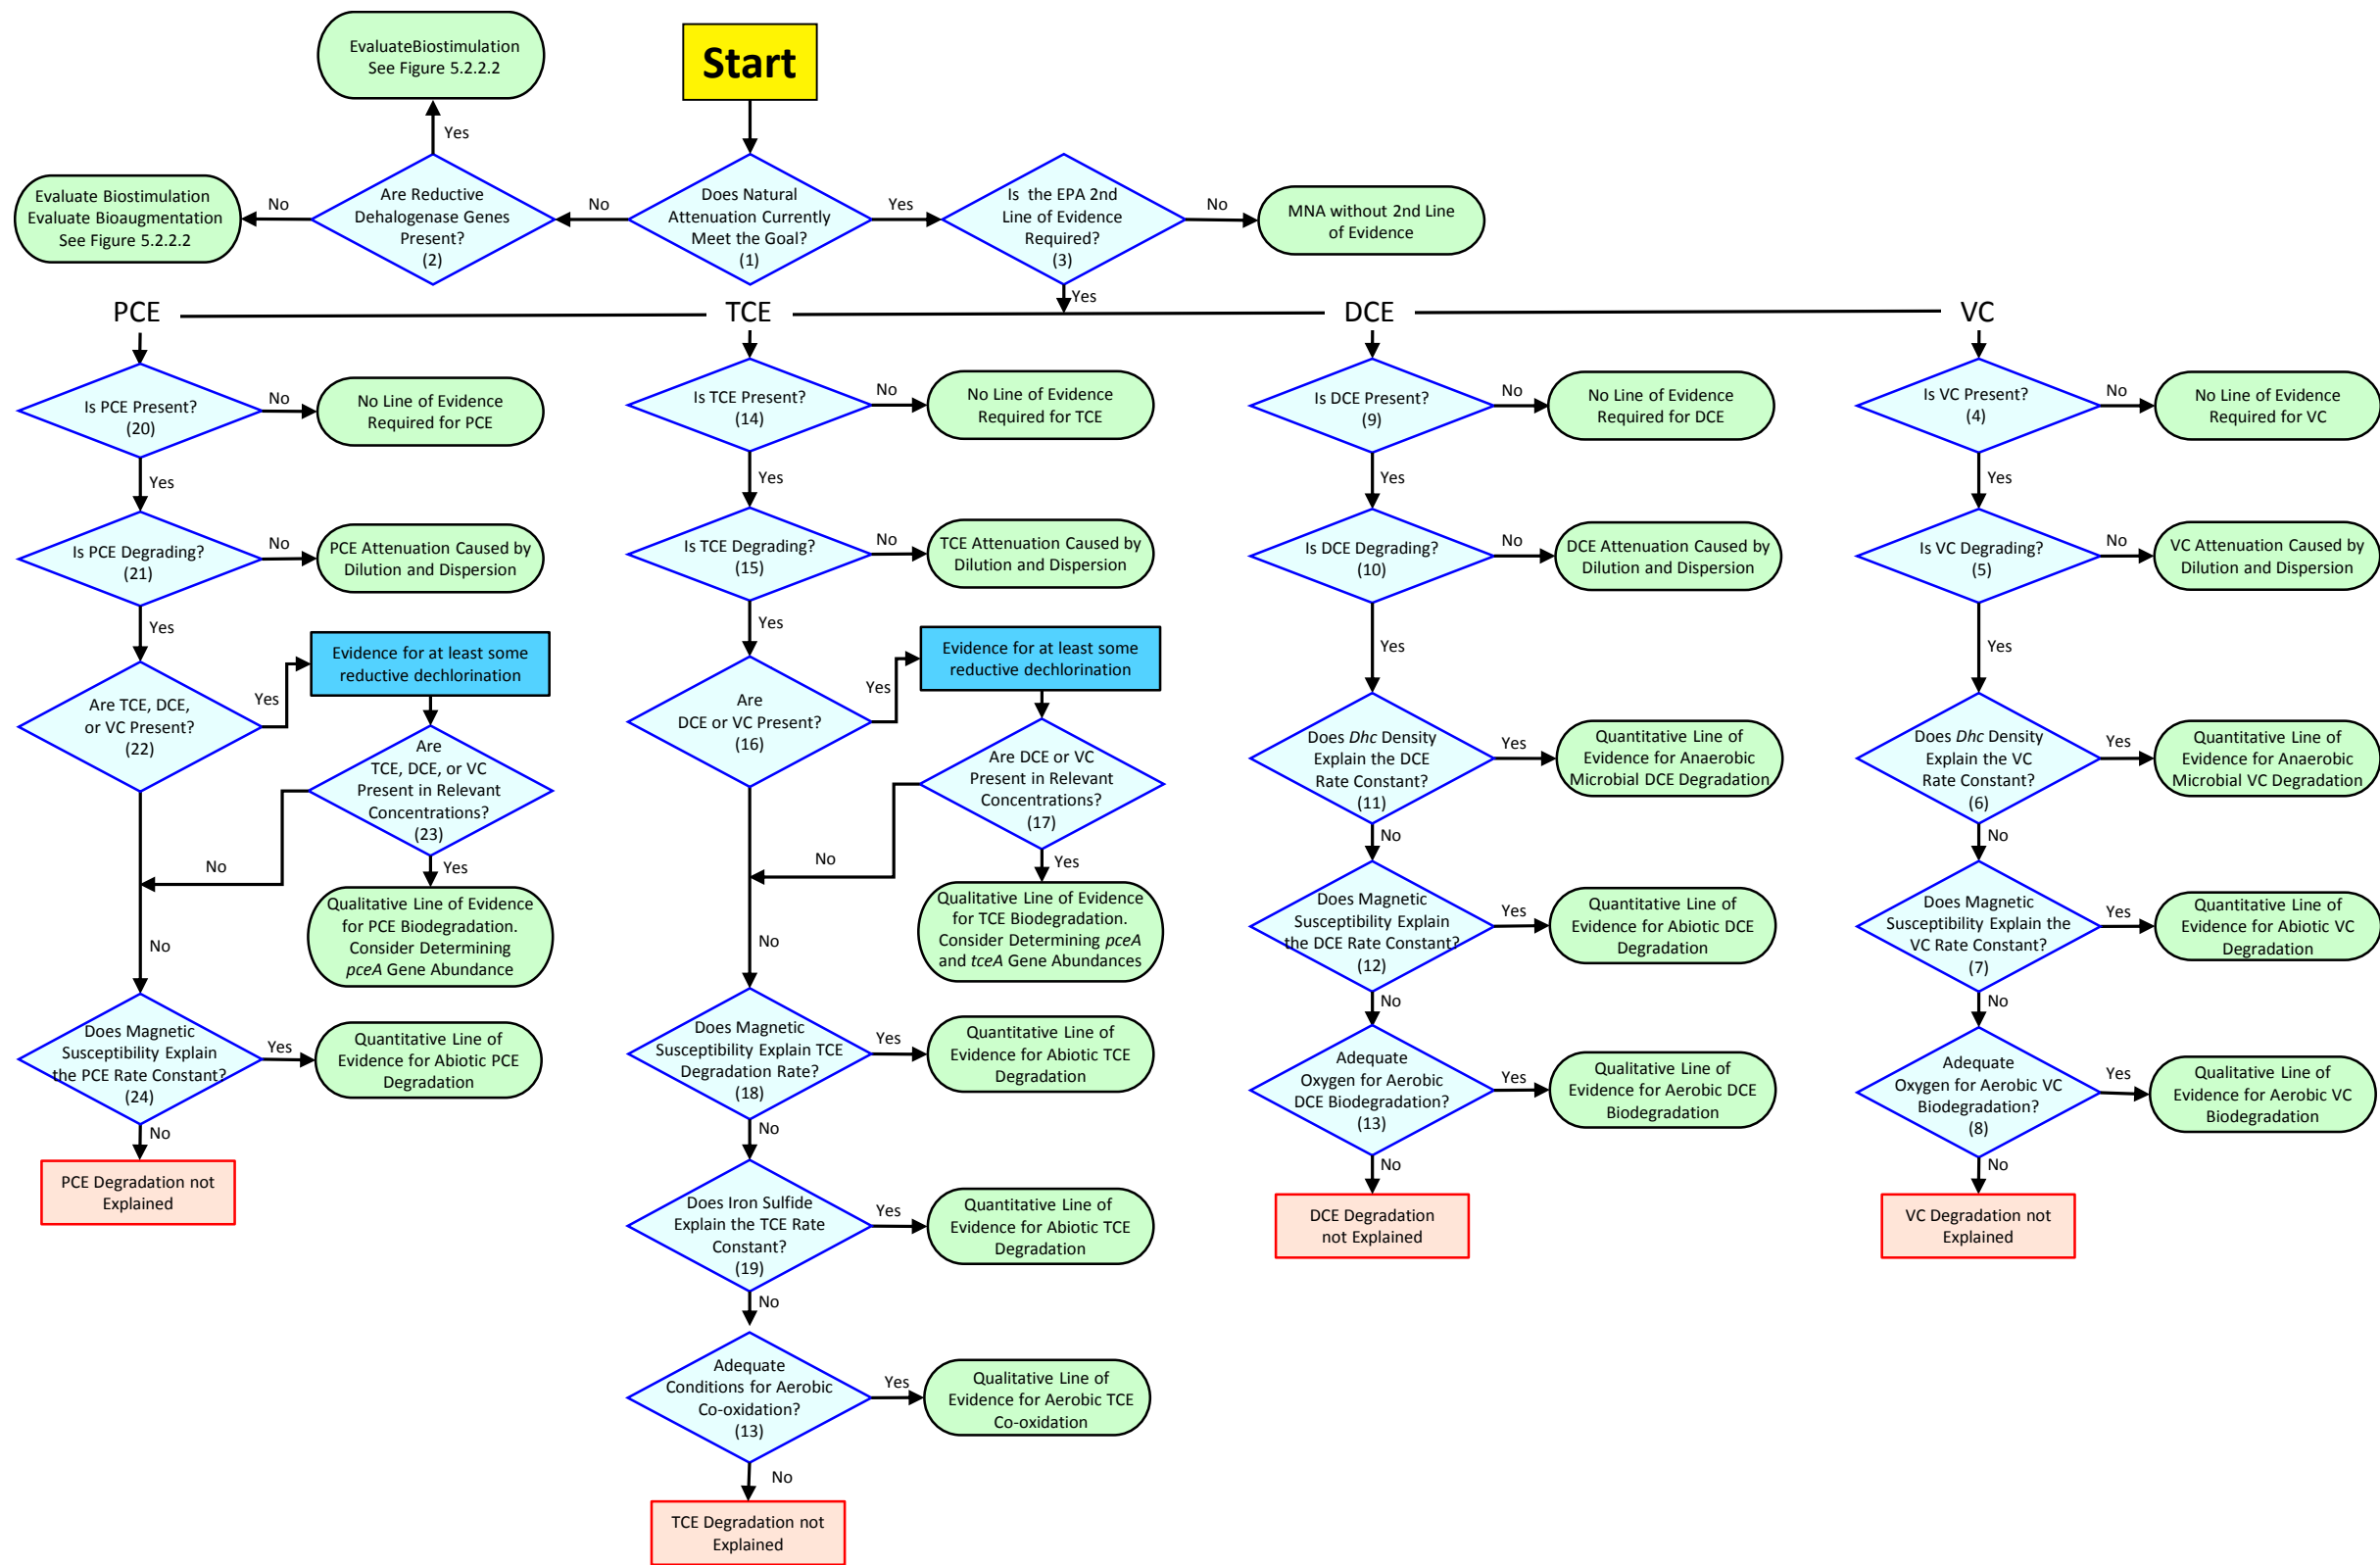 EvaluateBiostimulation
See Figure 5.2.2.2
Start
Yes
Evaluate Biostimulation
Evaluate Bioaugmentation
See Figure 5.2.2.2
No
Are Reductive
Dehalogenase Genes
Present?
(2)
No
Does Natural
Attenuation Currently
Meet the Goal?
(1)
Yes
Is the EPA 2nd
Line of Evidence
Required?
(3)
No
MNA without 2nd Line
of Evidence
Yes
PCE
TCE
DCE
VC
Is PCE Present?
(20)
No
No Line of Evidence
Required for PCE
Yes
Is PCE Degrading?
(21)
No
PCE Attenuation Caused by
Dilution and Dispersion
Yes
Are TCE, DCE,
or VC Present?
(22)
Yes
Evidence for at least some
reductive dechlorination
Are
TCE, DCE, or VC
Present in Relevant
Concentrations?
(23)
No
Yes
Qualitative Line of Evidence
for PCE Biodegradation.
Consider Determining
pceA Gene Abundance
No
Does Magnetic
Susceptibility Explain
the PCE Rate Constant?
(24)
Yes
Quantitative Line of
Evidence for Abiotic PCE
Degradation
No
PCE Degradation not
Explained
Is TCE Present?
(14)
No
No Line of Evidence
Required for TCE
Yes
Is TCE Degrading?
(15)
No
TCE Attenuation Caused by
Dilution and Dispersion
Yes
Are
DCE or VC Present?
(16)
Yes
Evidence for at least some
reductive dechlorination
Are DCE or VC
Present in Relevant
Concentrations?
(17)
No
Yes
Qualitative Line of Evidence
for TCE Biodegradation.
Consider Determining pceA
and tceA Gene Abundances
No
Does Magnetic
Susceptibility Explain TCE
Degradation Rate?
(18)
Yes
Quantitative Line of
Evidence for Abiotic TCE
Degradation
No
Does Iron Sulfide
Explain the TCE Rate
Constant?
(19)
Yes
Quantitative Line of
Evidence for Abiotic TCE
Degradation
No
Adequate
Conditions for Aerobic
Co-oxidation?
(13)
Yes
Qualitative Line of
Evidence for Aerobic TCE
Co-oxidation
No
TCE Degradation not
Explained
Is DCE Present?
(9)
No
No Line of Evidence
Required for DCE
Yes
Is DCE Degrading?
(10)
No
DCE Attenuation Caused by
Dilution and Dispersion
Yes
Does Dhc Density
Explain the DCE
Rate Constant?
(11)
Yes
Quantitative Line of
Evidence for Anaerobic
Microbial DCE Degradation
No
Does Magnetic
Susceptibility Explain
the DCE Rate Constant?
(12)
Yes
Quantitative Line of
Evidence for Abiotic DCE
Degradation
No
Adequate
Oxygen for Aerobic
DCE Biodegradation?
(13)
Yes
Qualitative Line of
Evidence for Aerobic DCE
Biodegradation
No
DCE Degradation
not Explained
Is VC Present?
(4)
No
No Line of Evidence
Required for VC
Yes
Is VC Degrading?
(5)
No
VC Attenuation Caused by
Dilution and Dispersion
Yes
Does Dhc Density
Explain the VC
Rate Constant?
(6)
Yes
Quantitative Line of
Evidence for Anaerobic
Microbial VC Degradation
No
Does Magnetic
Susceptibility Explain the
VC Rate Constant?
(7)
Yes
Quantitative Line of
Evidence for Abiotic VC
Degradation
No
Adequate
Oxygen for Aerobic VC
Biodegradation?
(8)
Yes
Qualitative Line of
Evidence for Aerobic VC
Biodegradation
No
VC Degradation not
Explained